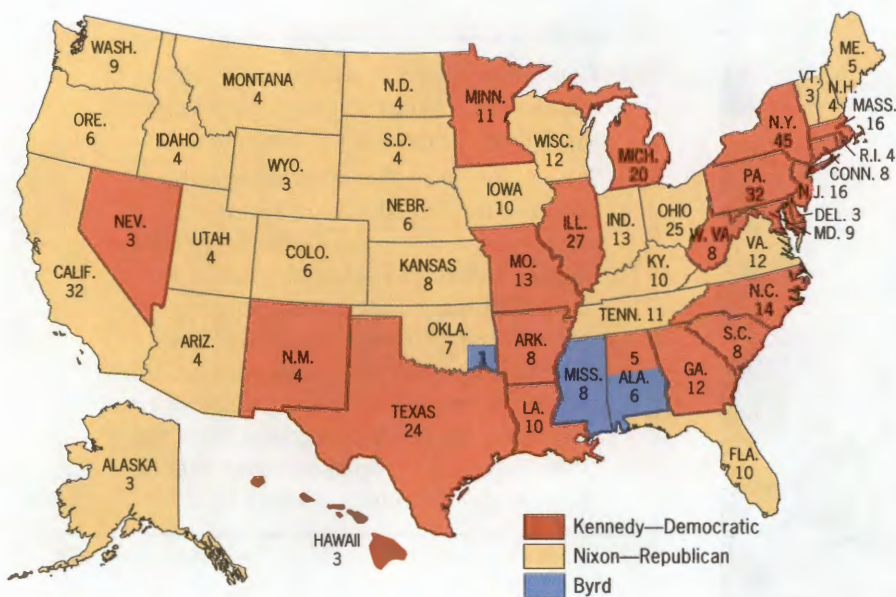 WASH.
9
ORE.
6
CALIF.
32
NEV.
3
IDAHO
4
MONTANA
4
WYO.
3
UTAH
4
COLO.
6
ARIZ.
4
N.M.
4
N.D.
4
S.D.
4
NEBR.
6
KANSAS
8
OKLA.
7
1
TEXAS
24
MINN.
11
IOWA
10
MO.
13
ARK.
8
LA.
10
WISC.
12
ILL.
27
MICH.
20
IND.
13
OHIO
25
KY.
10
TENN. 11
MISS.
8
5
ALA.
6
GA.
12
FLA.
10
S.C.
8
N.C.
14
VA.
12
W. VA.
8
PA.
32
N.Y.
45
VT.
3
N.H.
4
ME.
5
MASS.
16
R.I. 4
CONN. 8
N.J. 16
DEL. 3
MD. 9
ALASKA
3
HAWAII
3
Kennedy—Democratic
Nixon—Republican
Byrd